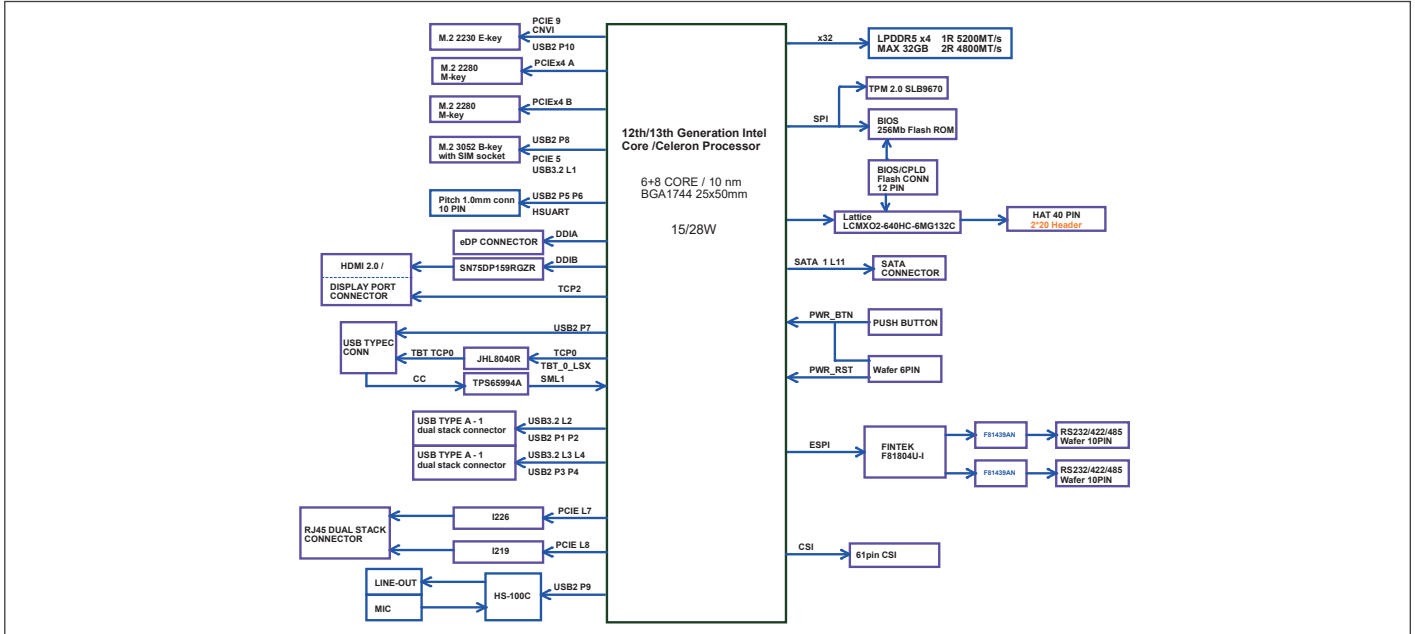 M.2 2230 E-key
PCIE 9
CNVI
USB2 P10
M.2 2280
M-key
PCIEx4 A
M.2 2280
M-key
PCIEx4 B
M.2 3052 B-key
with SIM socket
USB2 P8
PCIE 5
USB3.2 L1
Pitch 1.0mm conn
10 PIN
USB2 P5 P6
HSUART
eDP CONNECTOR
DDIA
HDMI 2.0 /
DISPLAY PORT
CONNECTOR
SN75DP159RGZR
DDIB
TCP2
USB TYPEC
CONN
USB2 P7
TBT TCP0
JHL8040R
TCP0
TBT_0_LSX
CC
TPS65994A
SML1
USB TYPE A - 1
dual stack connector
USB3.2 L2
USB2 P1 P2
USB TYPE A - 1
dual stack connector
USB3.2 L3 L4
USB2 P3 P4
RJ45 DUAL STACK
CONNECTOR
I226
PCIE L7
I219
PCIE L8
LINE-OUT
MIC
HS-100C
USB2 P9
12th/13th Generation Intel
Core /Celeron Processor
6+8 CORE / 10 nm
BGA1744 25x50mm
15/28W
x32
LPDDR5 x4 1R 5200MT/s
MAX 32GB 2R 4800MT/s
TPM 2.0 SLB9670
SPI
BIOS
256Mb Flash ROM
BIOS/CPLD
Flash CONN
12 PIN
Lattice
LCMXO2-640HC-6MG132C
HAT 40 PIN
2*20 Header
SATA 1 L11
SATA
CONNECTOR
PWR_BTN
PUSH BUTTON
PWR_RST
Wafer 6PIN
ESPI
FINTEK
F81804U-I
F81439AN
RS232/422/485
Wafer 10PIN
F81439AN
RS232/422/485
Wafer 10PIN
CSI
61pin CSI